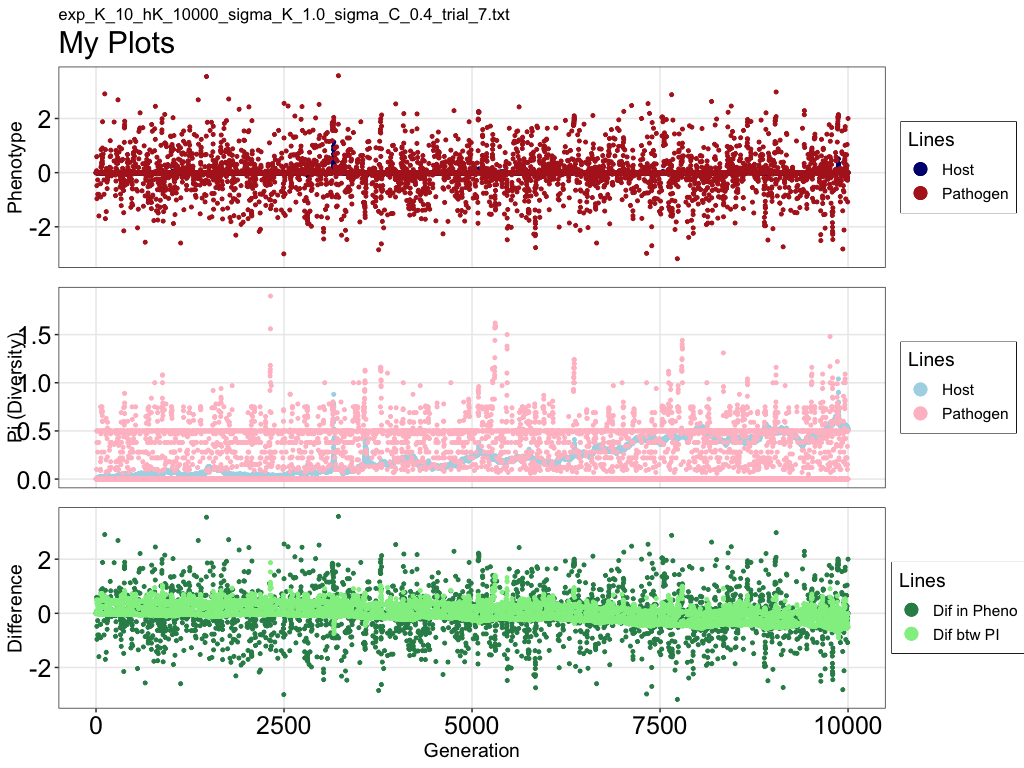 exp_K_10_hK_10000_sigma_K_1.0_sigma_C_0.4_trial_7.txt
My Plots
Phenotype
2
0
-2
Lines
Host
Pathogen
Pi (Diversity)
1.5
1.0
0.5
0.0
Lines
Host
Pathogen
Difference
2
0
-2
Lines
Dif in Pheno
Dif btw PI
0 2500 5000 7500 10000
Generation